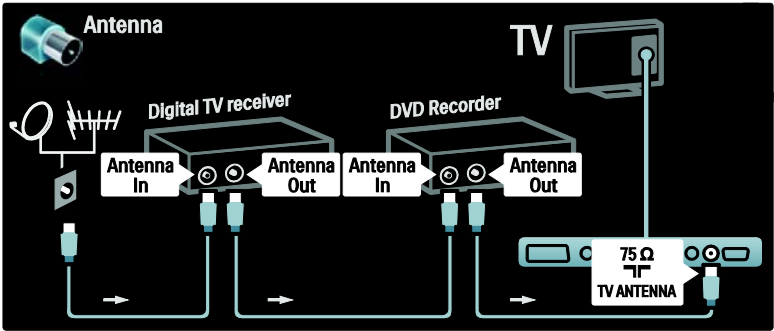 Antenna
TV
Digital TV receiver
DVD Recorder
Antenna
In
Antenna
Out
Antenna
In
Antenna
Out
75 Ω
TV ANTENNA